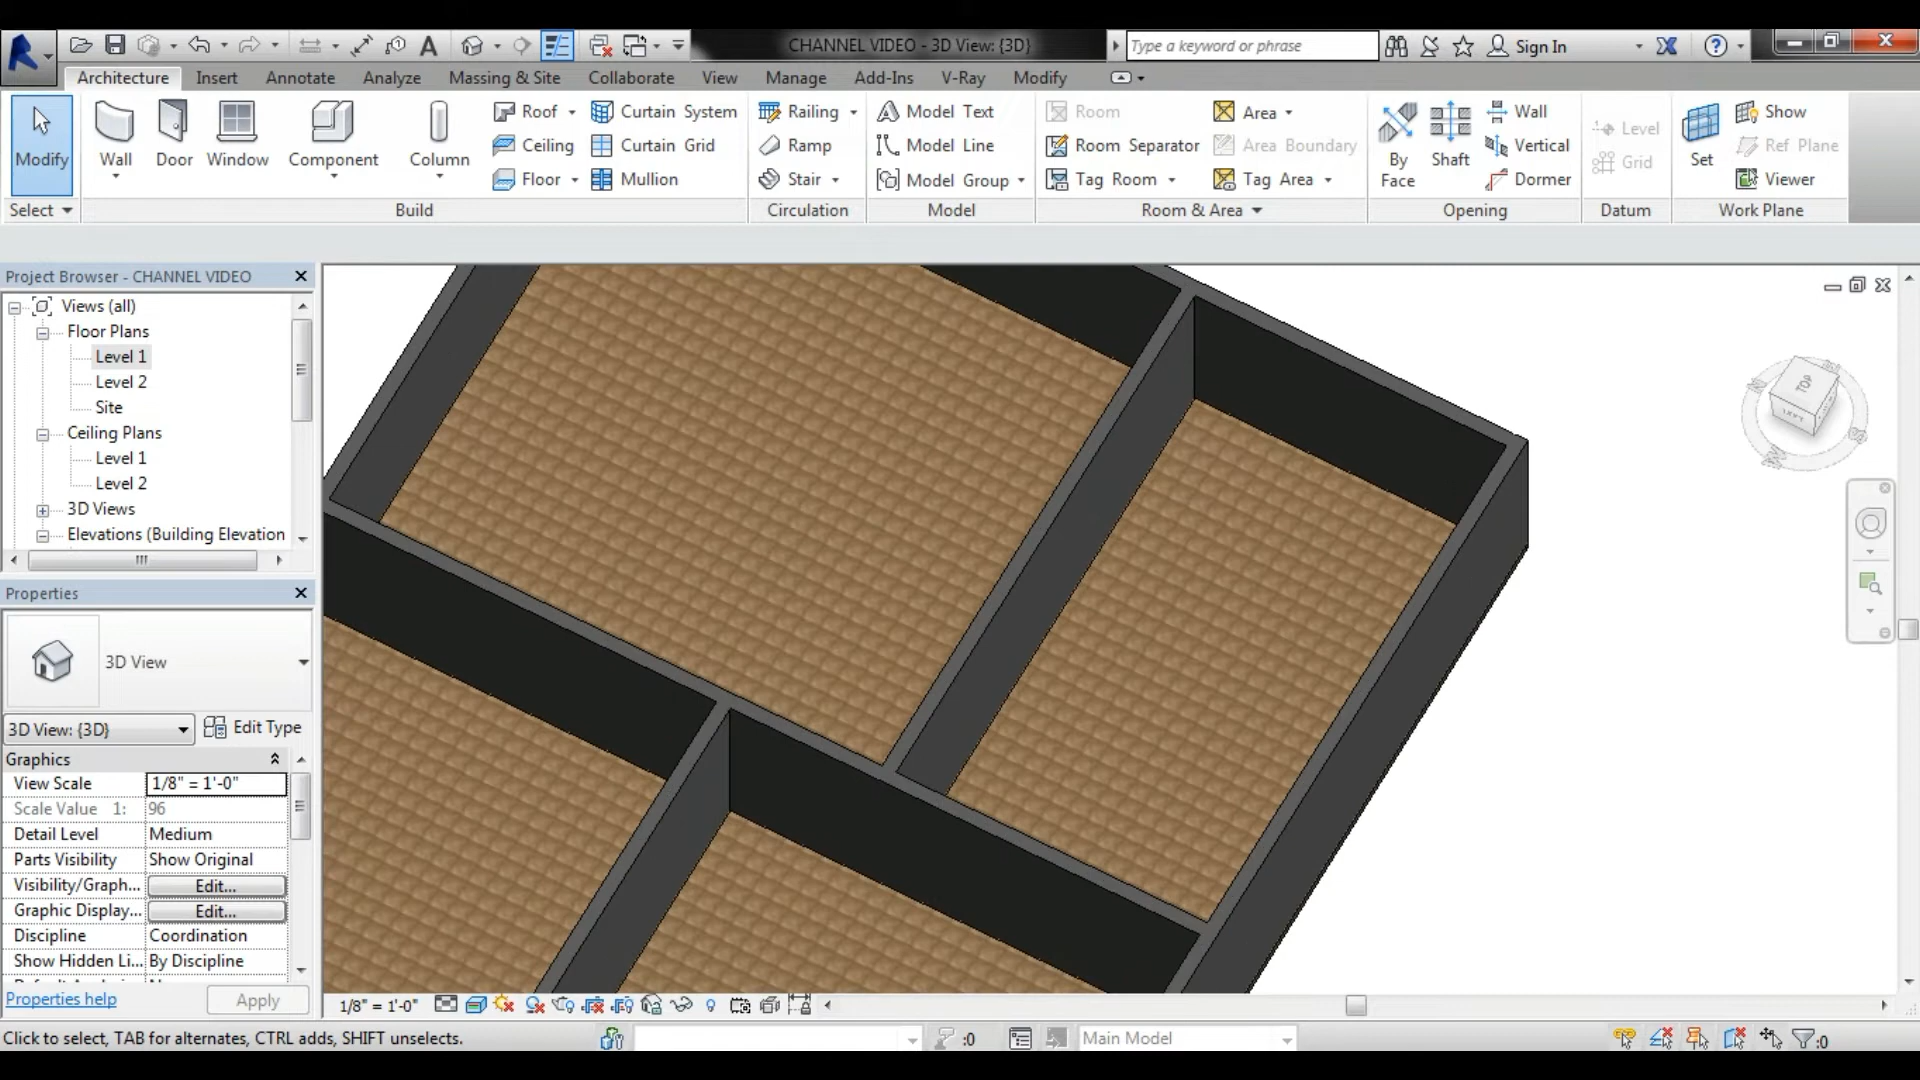 CHANNEL VIDEO - 3D View: {3D}
Type a keyword or phrase
Sign In
Architecture Insert Annotate Analyze Massing & Site Collaborate View Manage Add-Ins V-Ray Modify
Modify
Wall
Door
Window
Component
Column
Roof
Ceiling
Floor
Curtain System
Curtain Grid
Mullion
Railing
Ramp
Stair
Model Text
Model Line
Model Group
Room
Room Separator
Tag Room
Area
Area Boundary
Tag Area
By Face
Shaft
Wall
Vertical
Dormer
Level
Grid
Set
Show
Ref Plane
Viewer
Select Build Circulation Model Room & Area Opening Datum Work Plane
Project Browser - CHANNEL VIDEO
Views (all)
Floor Plans
Level 1
Level 2
Site
Ceiling Plans
Level 1
Level 2
3D Views
Elevations (Building Elevation
Properties
3D View
3D View: {3D} Edit Type
Graphics
View Scale 1/8" = 1'-0"
Scale Value 1: 96
Detail Level Medium
Parts Visibility Show Original
Visibility/Graph... Edit...
Graphic Display... Edit...
Discipline Coordination
Show Hidden Li... By Discipline
Properties help Apply
TOP
1/8" = 1'-0"
Click to select, TAB for alternates, CTRL adds, SHIFT unselects.
:0
Main Model
:0